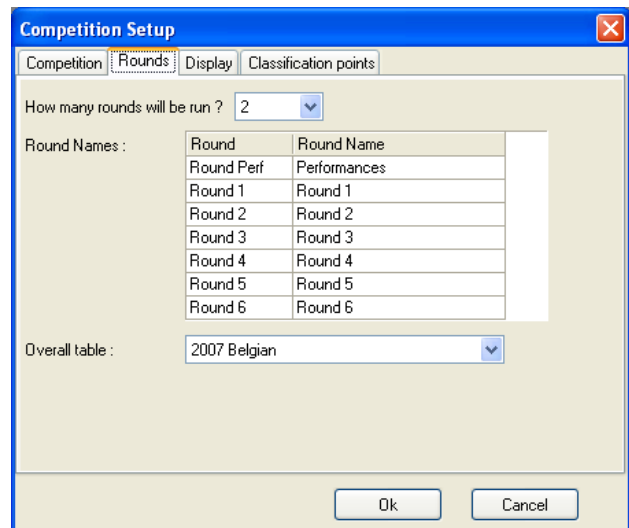 Competition Setup
Competition Rounds Display Classification points
How many rounds will be run ? 2
Round Names : Round Round Name
Round Perf Performances
Round 1 Round 1
Round 2 Round 2
Round 3 Round 3
Round 4 Round 4
Round 5 Round 5
Round 6 Round 6
Overall table : 2007 Belgian
Ok Cancel